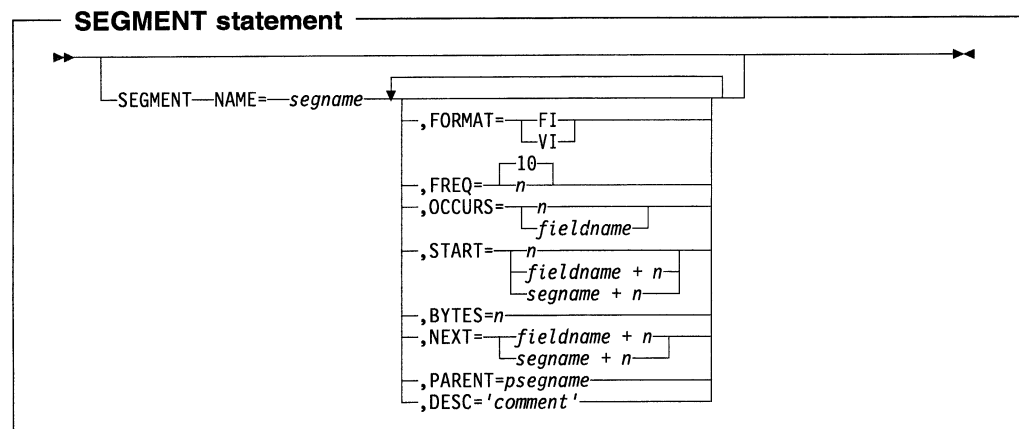 SEGMENT statement
SEGMENT NAME= segname
,FORMAT= FI
VI
10
,FREQ= n
,OCCURS= n
fieldname
,START= n
fieldname + n
segname + n
,BYTES=n
,NEXT= fieldname + n
segname + n
,PARENT=psegname
,DESC='comment'